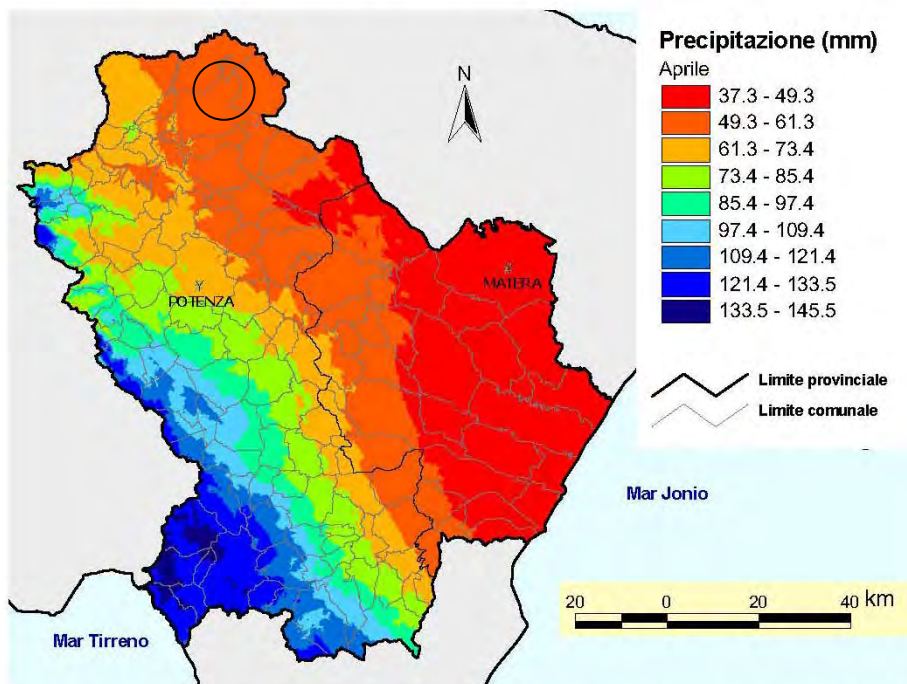 Precipitazione (mm)
Aprile
37.3 - 49.3
49.3 - 61.3
61.3 - 73.4
73.4 - 85.4
85.4 - 97.4
97.4 - 109.4
109.4 - 121.4
121.4 - 133.5
133.5 - 145.5
N
POTENZA
MATERA
Limite provinciale
Limite comunale
Mar Jonio
Mar Tirreno
20 0 20 40 km